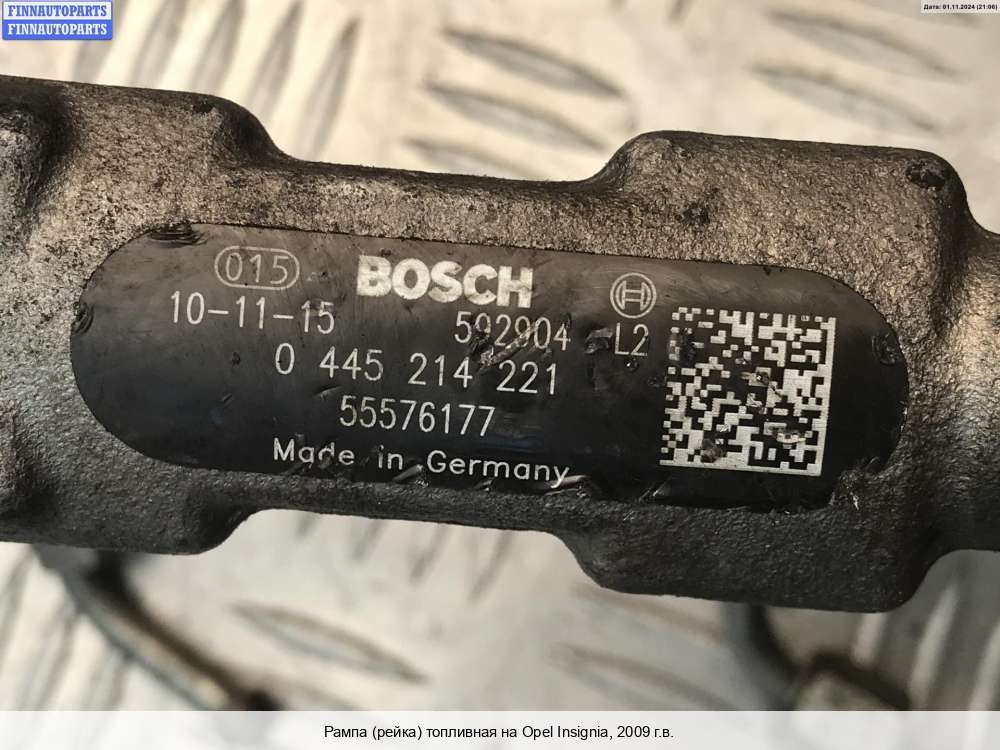 FINNAUTOPARTS
FINNAUTOPARTS
Дата: 01.11.2024 (21:06)
015 BOSCH
10-11-15 592904 L2
0 445 214 221
55576177
Made in Germany
Рампа (рейка) топливная на Opel Insignia, 2009 г.в.